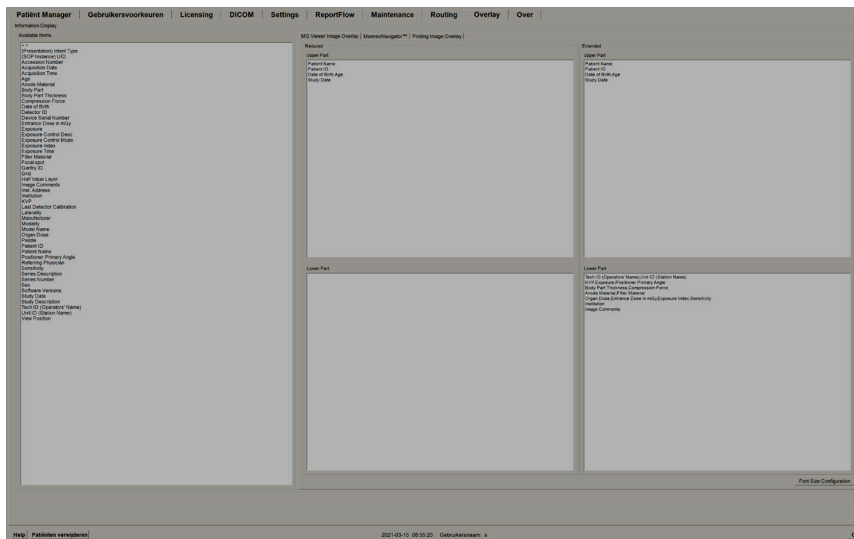 Patiënt Manager Gebruikersvoorkeuren Licensing DICOM Settings ReportFlow Maintenance Routing Overlay Over
Information Display
Available Items
(Presentation) Intent Type
(SOP Instance) UID
Accession Number
Acquisition Date
Acquisition Time
Age
Anode Material
Body Part
Body Part Thickness
Compression Force
Date of Birth
Detector ID
Device Serial Number
Entrance Dose in mGy
Exposure
Exposure Control Desc
Exposure Control Mode
Exposure Index
Exposure Time
Filter Material
Focal spot
Gantry ID
Grid
Half Value Layer
Image Comments
Inst. Address
Institution
KVP
Last Detector Calibration
Laterality
Manufacturer
Modality
Model Name
Organ Dose
Paddle
Patient ID
Patient Name
Positioner Primary Angle
Referring Physician
Sensitivity
Series Description
Series Number
Sex
Software Versions
Study Date
Study Description
Tech ID (Operators' Name)
Unit ID (Station Name)
View Position
MG Viewer Image Overlay | MammoNavigator™ | Printing Image Overlay |
Reduced
Upper Part
Patient Name
Patient ID
Date of Birth,Age
Study Date
Lower Part
Extended
Upper Part
Patient Name
Patient ID
Date of Birth,Age
Study Date
Lower Part
Tech ID (Operators' Name),Unit ID (Station Name)
KVP,Exposure,Positioner Primary Angle
Body Part Thickness,Compression Force
Anode Material,Filter Material
Organ Dose,Entrance Dose in mGy,Exposure Index,Sensitivity
Institution
Image Comments
Font Size Configuration
Help Patiënten verwijderen 2021-03-15 08:55:25 Gebruikersnaam: s